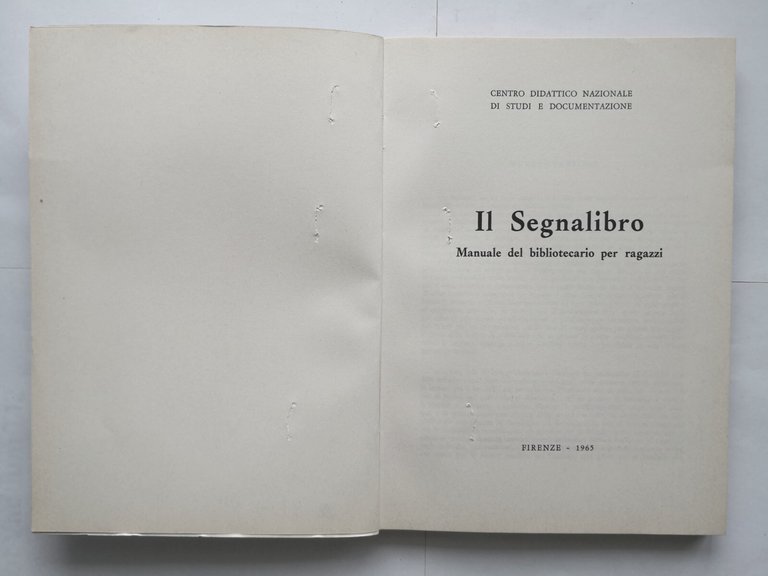 CENTRO DIDATTICO NAZIONALE
DI STUDI E DOCUMENTAZIONE
Il Segnalibro
Manuale del bibliotecario per ragazzi
FIRENZE - 1965